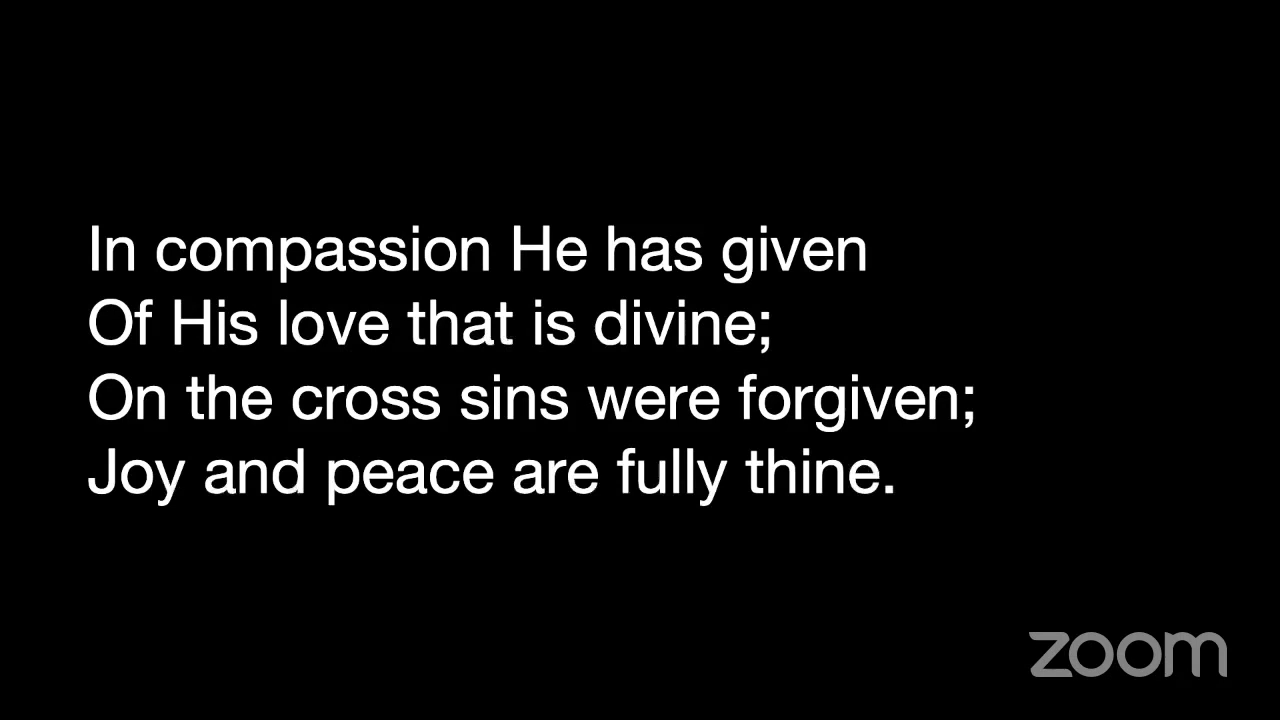 In compassion He has given
Of His love that is divine;
On the cross sins were forgiven;
Joy and peace are fully thine.
zoom